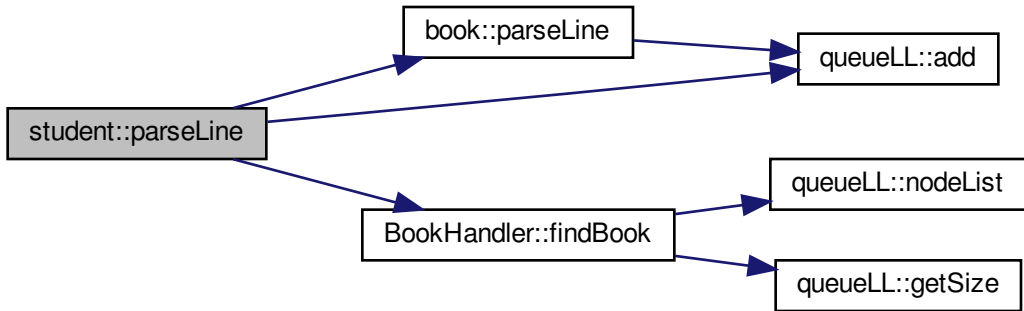 book::parseLine
queueLL::add
student::parseLine
queueLL::nodeList
BookHandler::findBook
queueLL::getSize